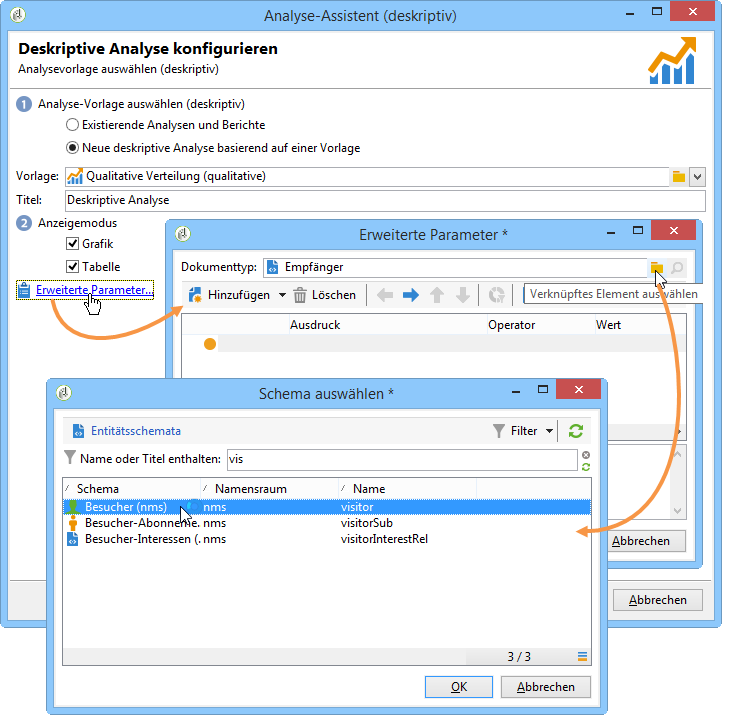 Analyse-Assistent (deskriptiv)
Deskriptive Analyse konfigurieren
Analysevorlage auswählen (deskriptiv)
1 Analyse-Vorlage auswählen (deskriptiv)
Existierende Analysen und Berichte
Neue deskriptive Analyse basierend auf einer Vorlage
Vorlage: Qualitative Verteilung (qualitative)
Titel: Deskriptive Analyse
2 Anzeigemodus
Grafik
Tabelle
Erweiterte Parameter...
Erweiterte Parameter *
Dokumenttyp: Empfänger
Hinzufügen Löschen
Verknüpftes Element auswählen
Ausdruck Operator Wert
Abbrechen
Abbrechen
Schema auswählen *
Entitätsschemata Filter
Name oder Titel enthalten: vis
Schema Namensraum Name
Besucher (nms) nms visitor
Besucher-Abonneme. nms visitorSub
Besucher-Interessen (. nms visitorInterestRel
3 / 3
OK Abbrechen